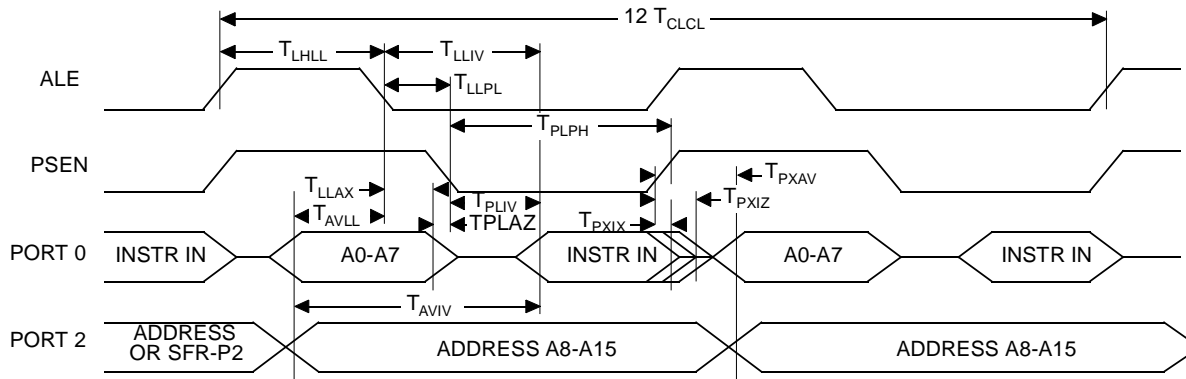 12 TCLCL
TLHLL TLLIV
ALE TLLPL
TPLPH
PSEN
TLLAX TPLIV TPXAV
TAVLL TPLAZ TPXIX TPXIZ
PORT 0 INSTR IN A0-A7 INSTR IN A0-A7 INSTR IN
TAVIV
PORT 2 ADDRESS OR SFR-P2 ADDRESS A8-A15 ADDRESS A8-A15